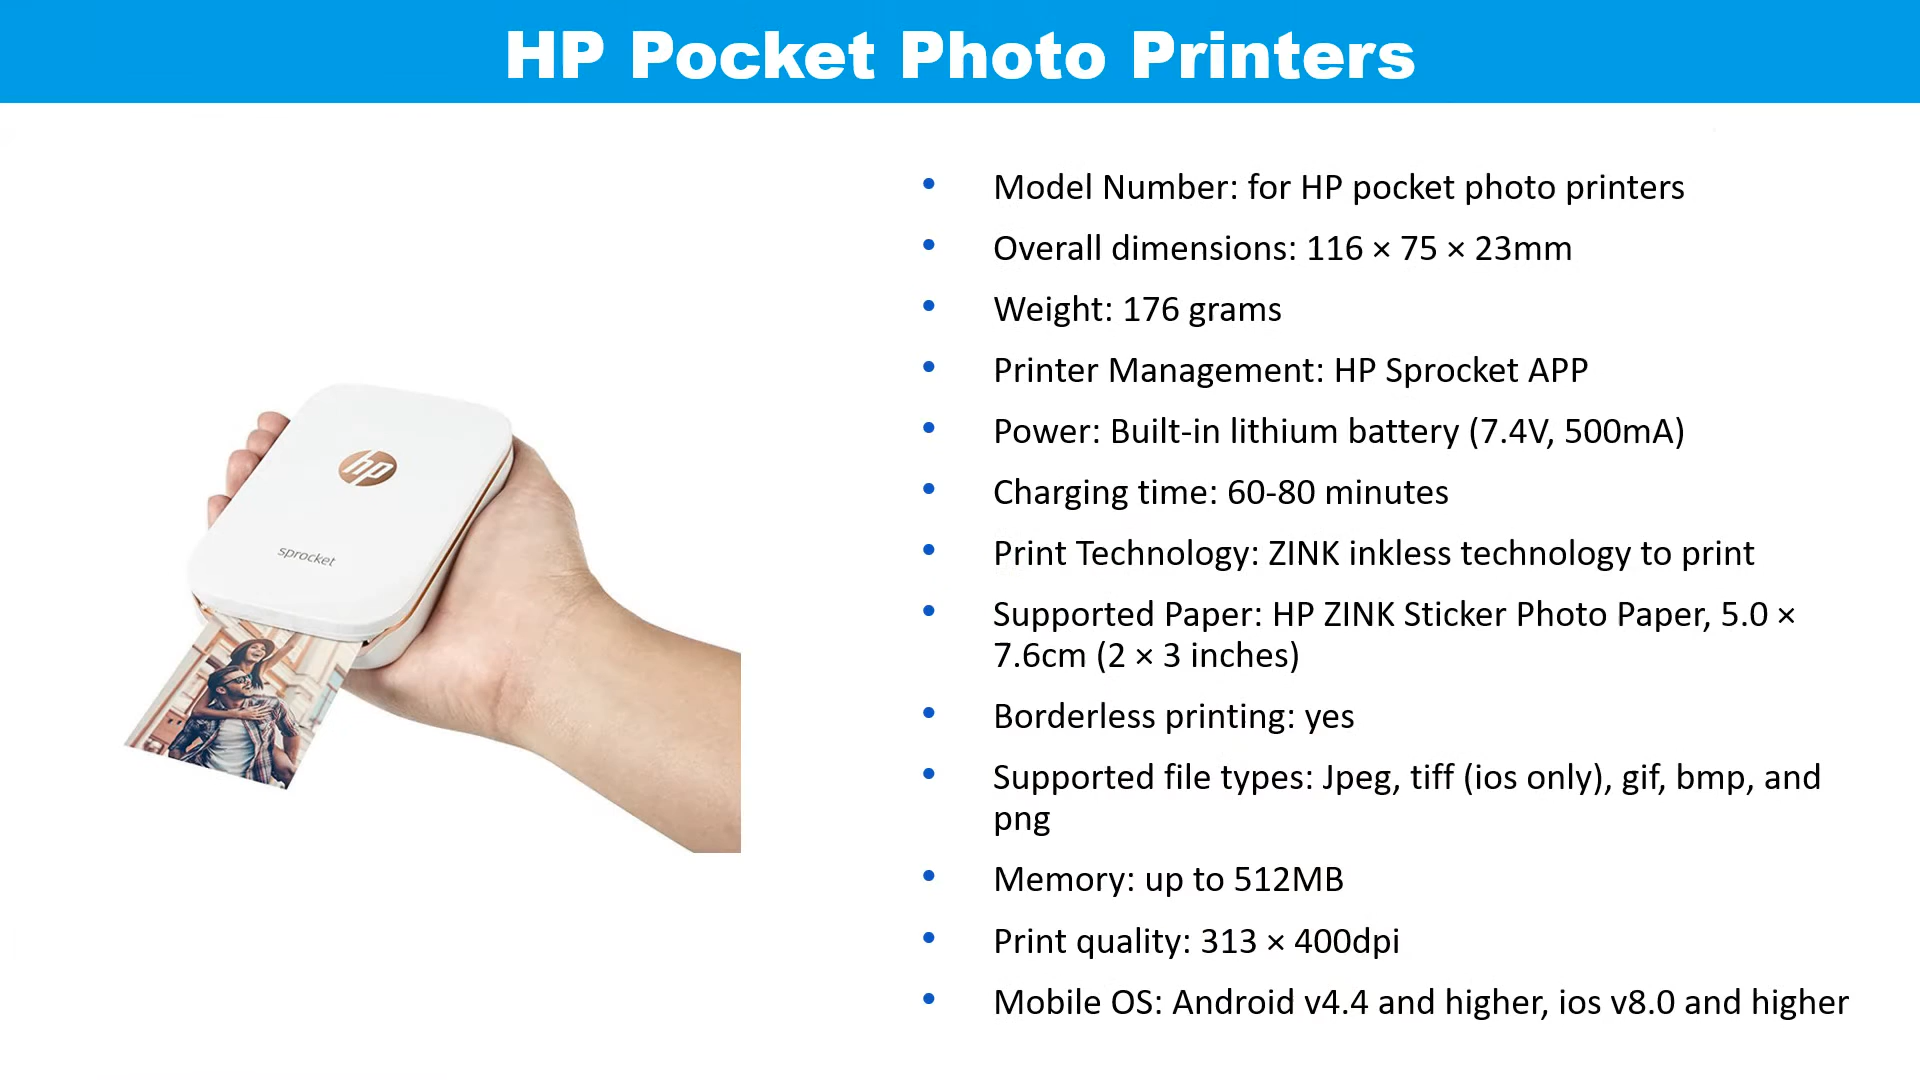 HP Pocket Photo Printers
hp
sprocket
• Model Number: for HP pocket photo printers
• Overall dimensions: 116 × 75 × 23mm
• Weight: 176 grams
• Printer Management: HP Sprocket APP
• Power: Built-in lithium battery (7.4V, 500mA)
• Charging time: 60-80 minutes
• Print Technology: ZINK inkless technology to print
• Supported Paper: HP ZINK Sticker Photo Paper, 5.0 ×
7.6cm (2 × 3 inches)
• Borderless printing: yes
• Supported file types: Jpeg, tiff (ios only), gif, bmp, and
png
• Memory: up to 512MB
• Print quality: 313 × 400dpi
• Mobile OS: Android v4.4 and higher, ios v8.0 and higher